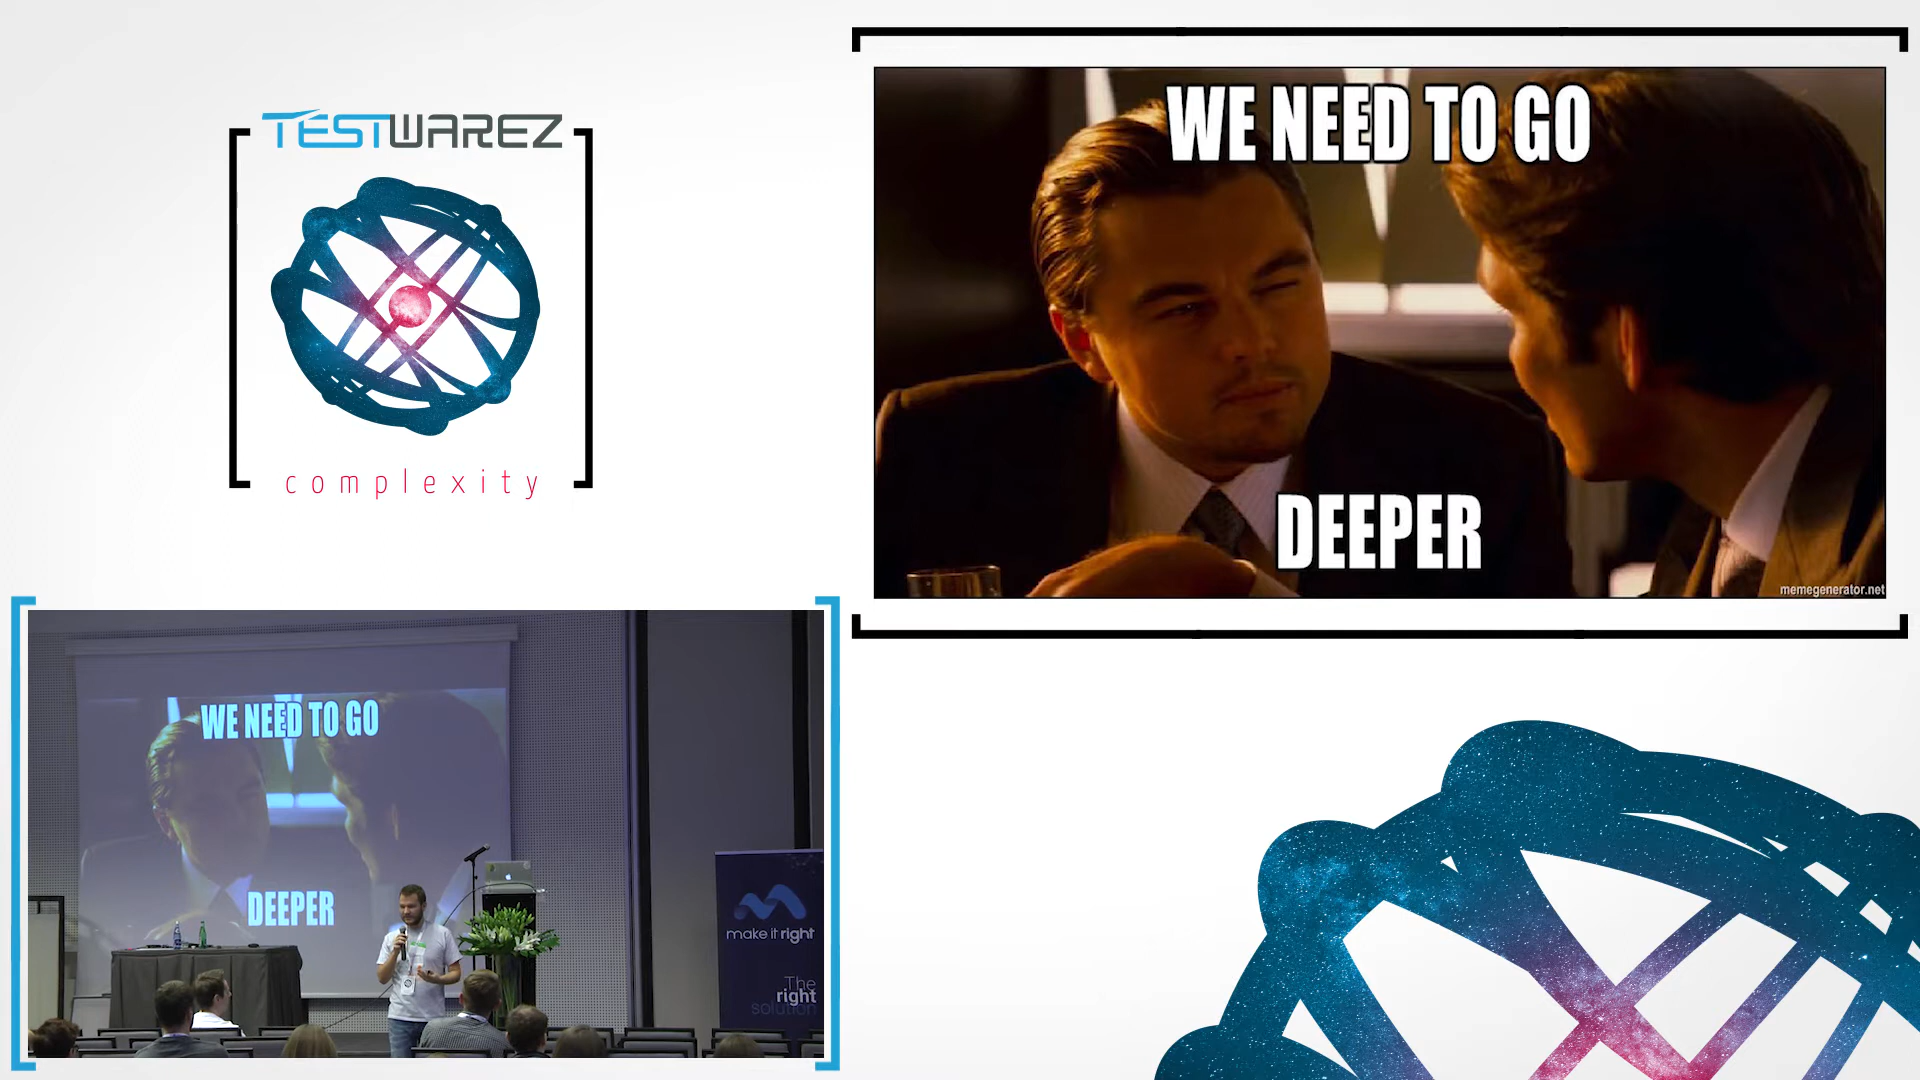 TESTWAREZ
complexity
WE NEED TO GO
DEEPER
memegenerator.net
WE NEED TO GO
DEEPER
make it right
The
right
solution